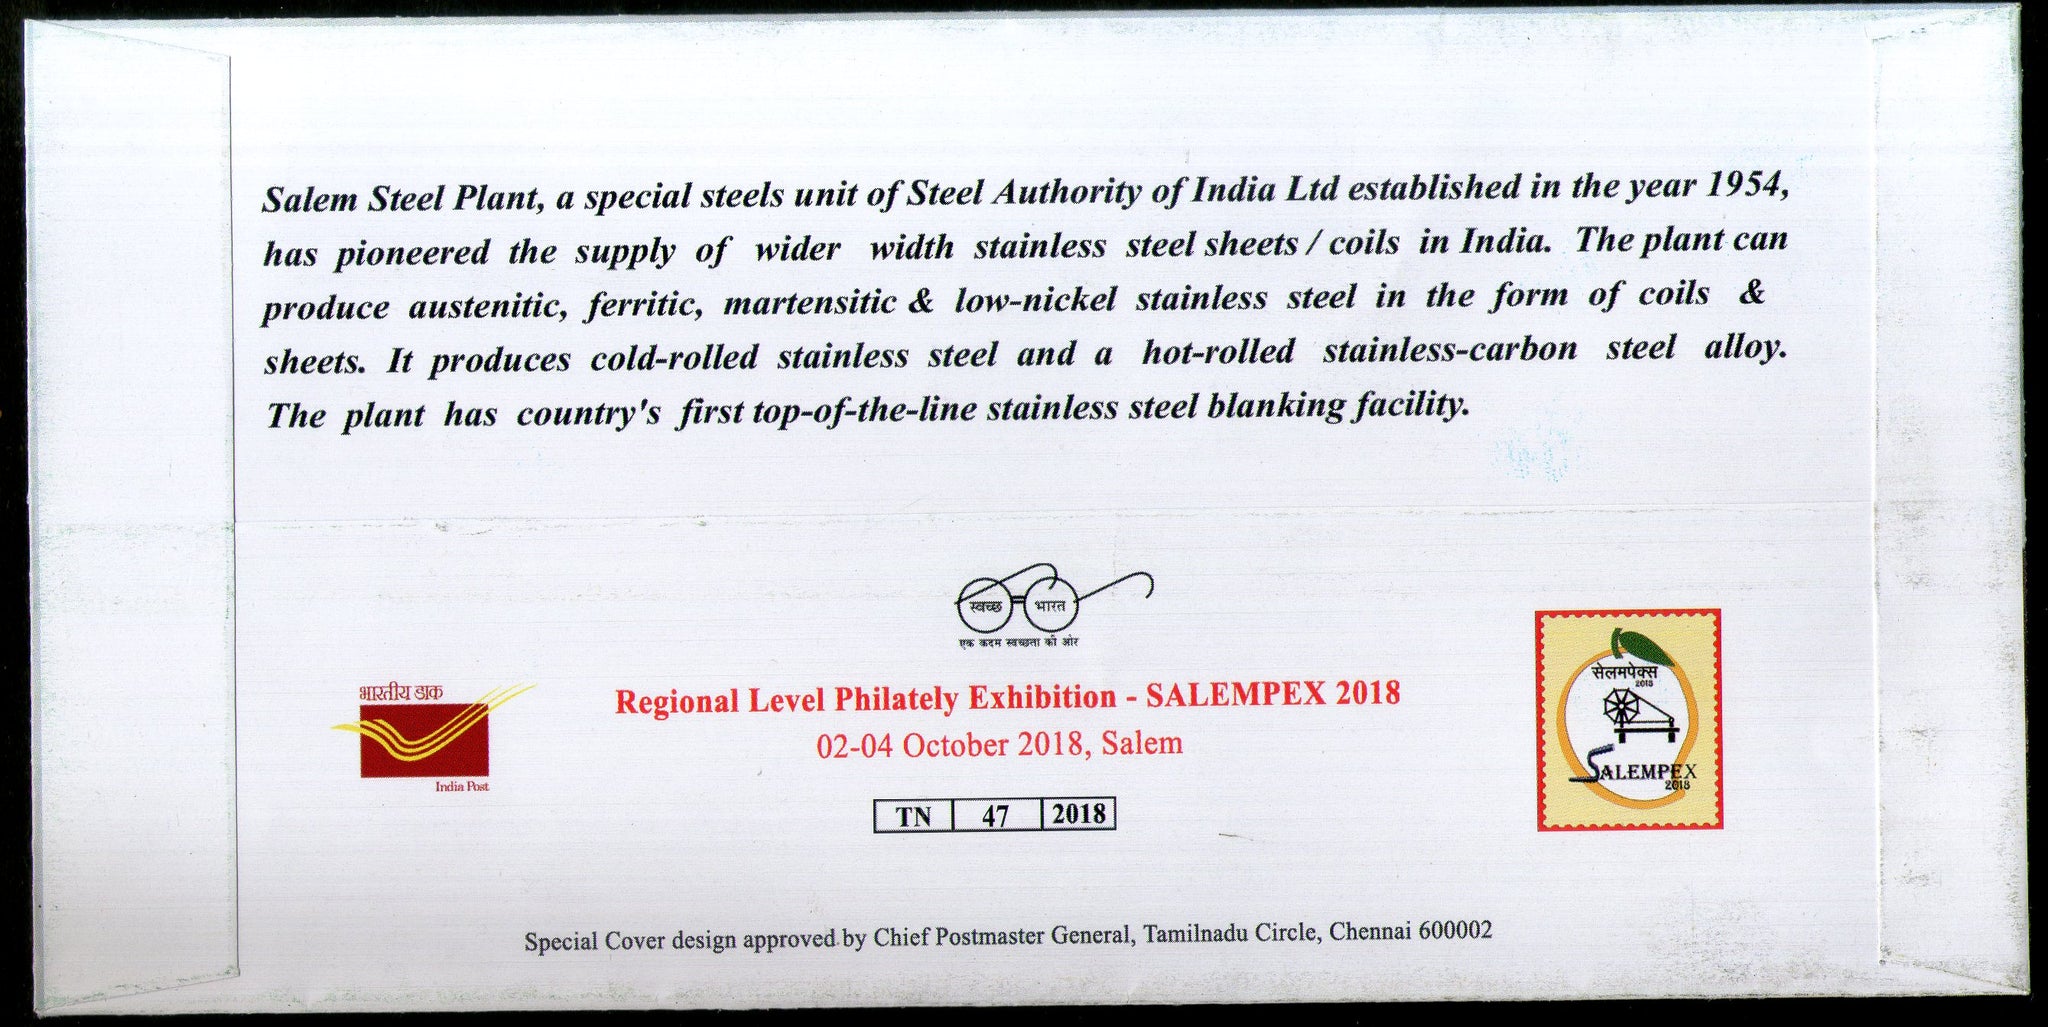 Salem Steel Plant, a special steels unit of Steel Authority of India Ltd established in the year 1954,
has pioneered the supply of wider width stainless steel sheets / coils in India. The plant can
produce austenitic, ferritic, martensitic & low-nickel stainless steel in the form of coils &
sheets. It produces cold-rolled stainless steel and a hot-rolled stainless-carbon steel alloy.
The plant has country's first top-of-the-line stainless steel blanking facility.
स्वच्छ भारत
एक कदम स्वच्छता की ओर
भारतीय डाक
India Post
Regional Level Philately Exhibition - SALEMPEX 2018
02-04 October 2018, Salem
TN 47 2018
सेलमपेक्स
2018
SALEMPEX
2018
Special Cover design approved by Chief Postmaster General, Tamilnadu Circle, Chennai 600002